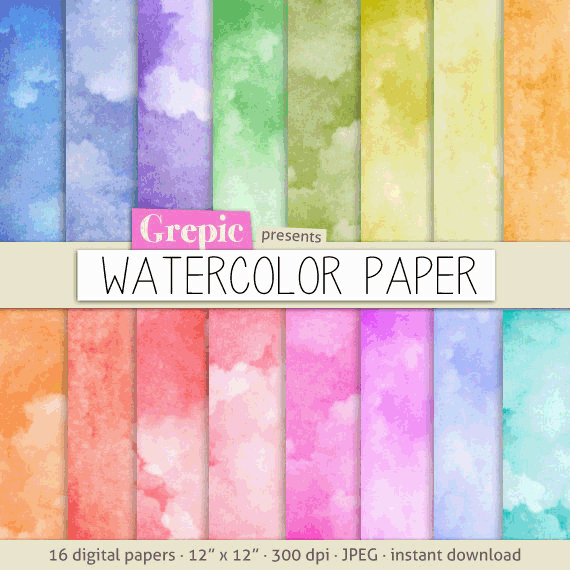 Grepic
presents
WATERCOLOR PAPER
16 digital papers · 12" x 12" · 300 dpi · JPEG · instant download